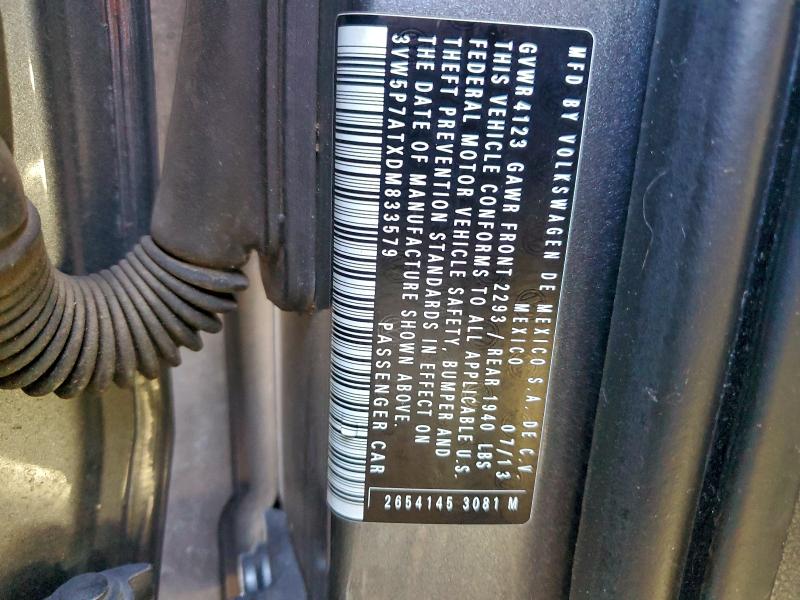 MFD BY VOLKSWAGEN DE MEXICO S.A. DE C.V.
MEXICO 07/13
GVWR 4123 GAWR FRONT 2293 / REAR 1940 LBS
THIS VEHICLE CONFORMS TO ALL APPLICABLE U.S.
FEDERAL MOTOR VEHICLE SAFETY, BUMPER AND
THEFT PREVENTION STANDARDS IN EFFECT ON
THE DATE OF MANUFACTURE SHOWN ABOVE.
3VW5P7ATXDM833579 PASSENGER CAR
2654145 3081 M